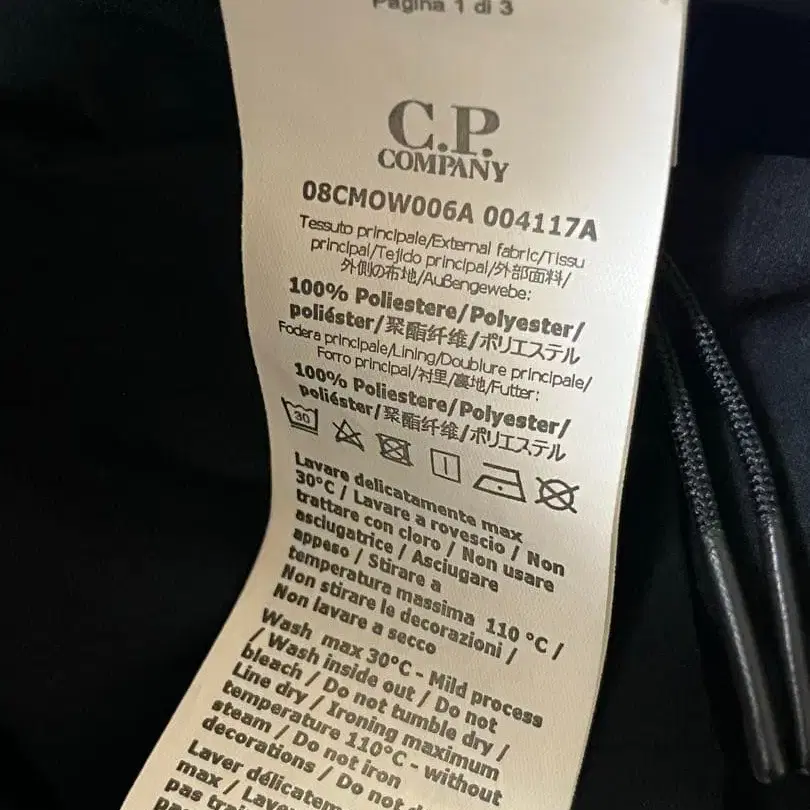 Pagina 1 di 3
C.P.
COMPANY
08CMOW006A 004117A
Tessuto principale/External fabric/Tissu
principal/Tejido principal/外部面料/
外側の布地/Außengewebe:
100% Poliestere/Polyester/
poliéster/聚酯纤维/ポリエステル
Fodera principale/Lining/Doublure principale/
Forro principal/衬里/裏地/Futter:
100% Poliestere/Polyester/
poliéster/聚酯纤维/ポリエステル
30
Lavare delicatamente max
30°C / Lavare a rovescio / Non
trattare con cloro / Non usare
asciugatrice / Asciugare
appeso / Stirare a
temperatura massima 110 °C /
Non stirare le decorazioni /
Non lavare a secco
Wash max 30°C - Mild process
/ Wash inside out / Do not
bleach / Do not tumble dry /
Line dry / Ironing maximum
temperature 110°C - without
steam / Do not iron
decorations / Do not d
Laver délicatem
max / Lave
pas trai